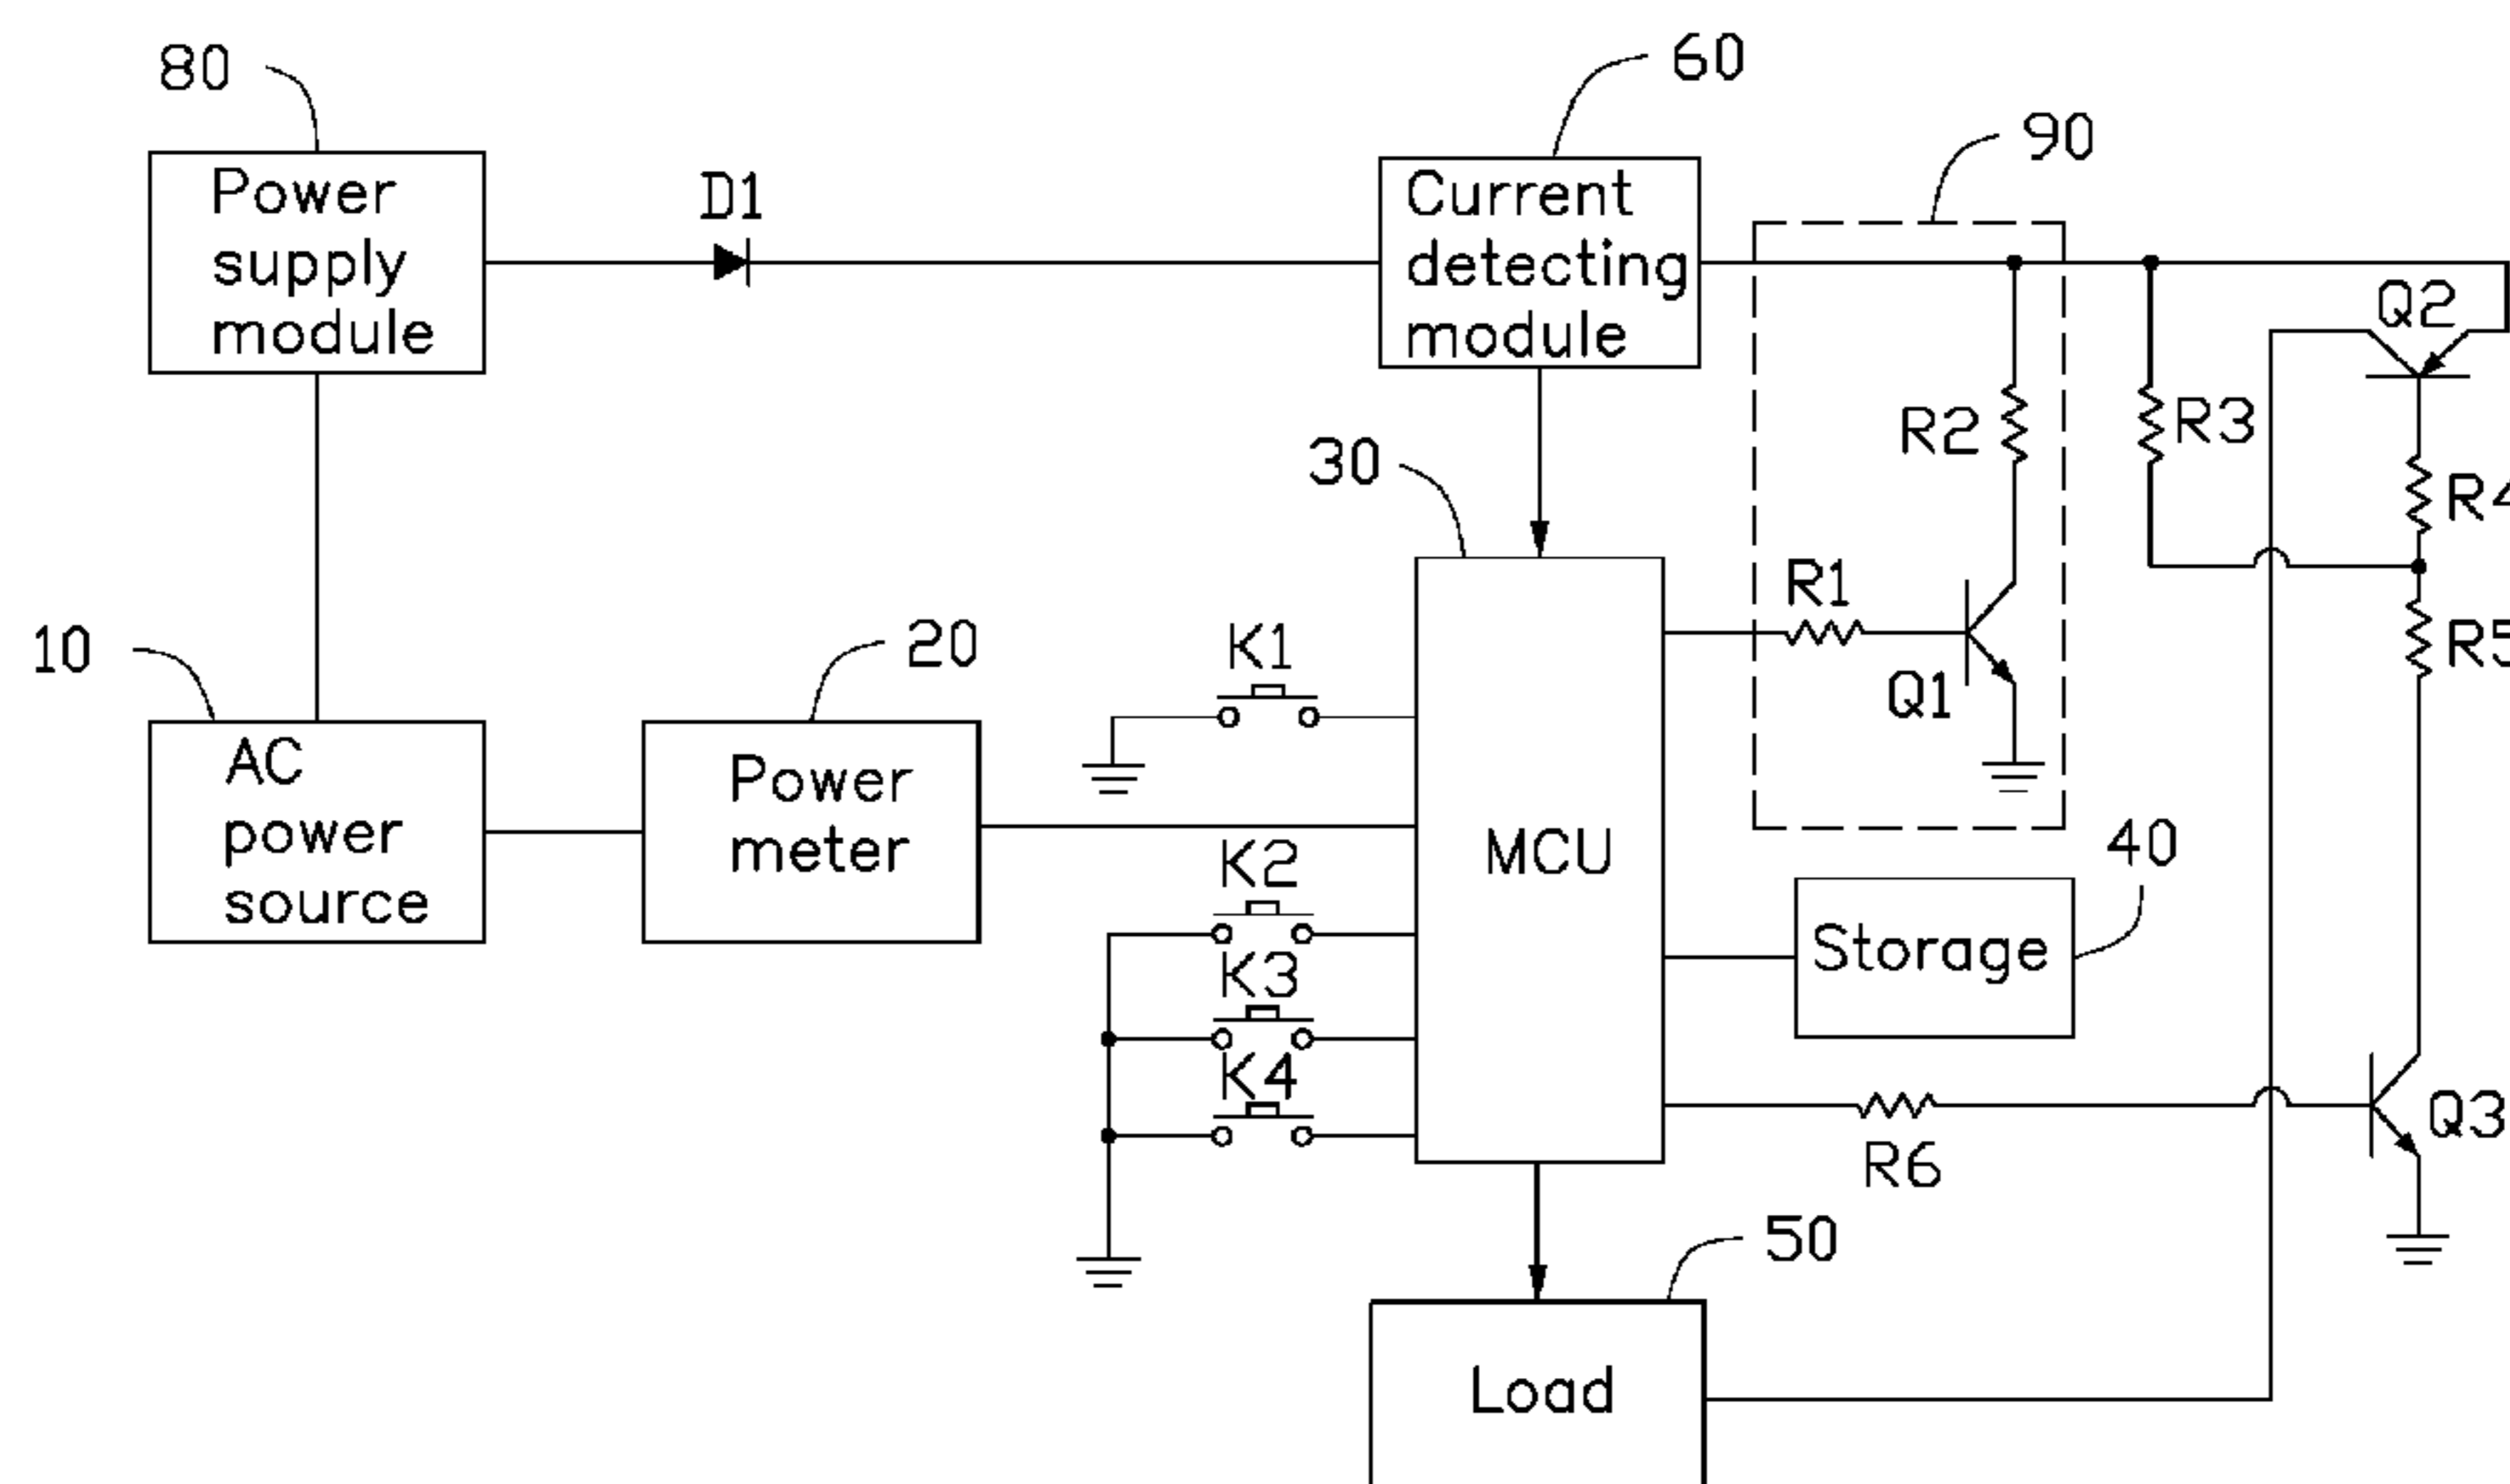 80
60
90
Power
supply
module
D1
Current
detecting
module
Q2
R2
R3
30
R4
R1
10
20
K1
R5
Q1
AC
power
source
Power
meter
MCU
K2
40
K3
Storage
K4
Q3
R6
50
Load